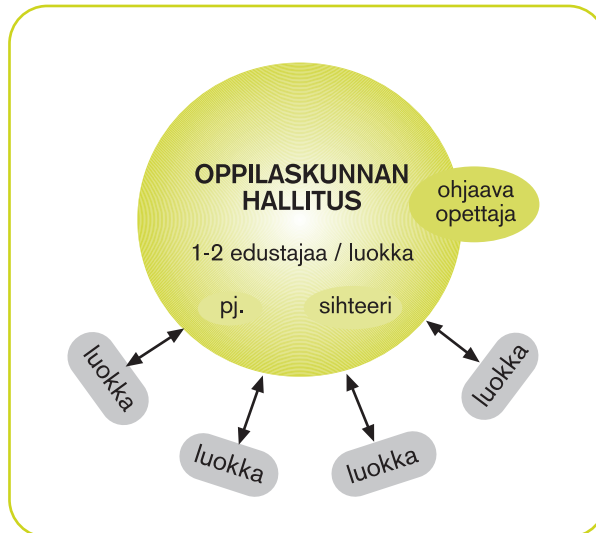 OPPILASKUNNAN
HALLITUS
ohjaava
opettaja
1-2 edustajaa / luokka
pj.
sihteeri
luokka
luokka
luokka
luokka